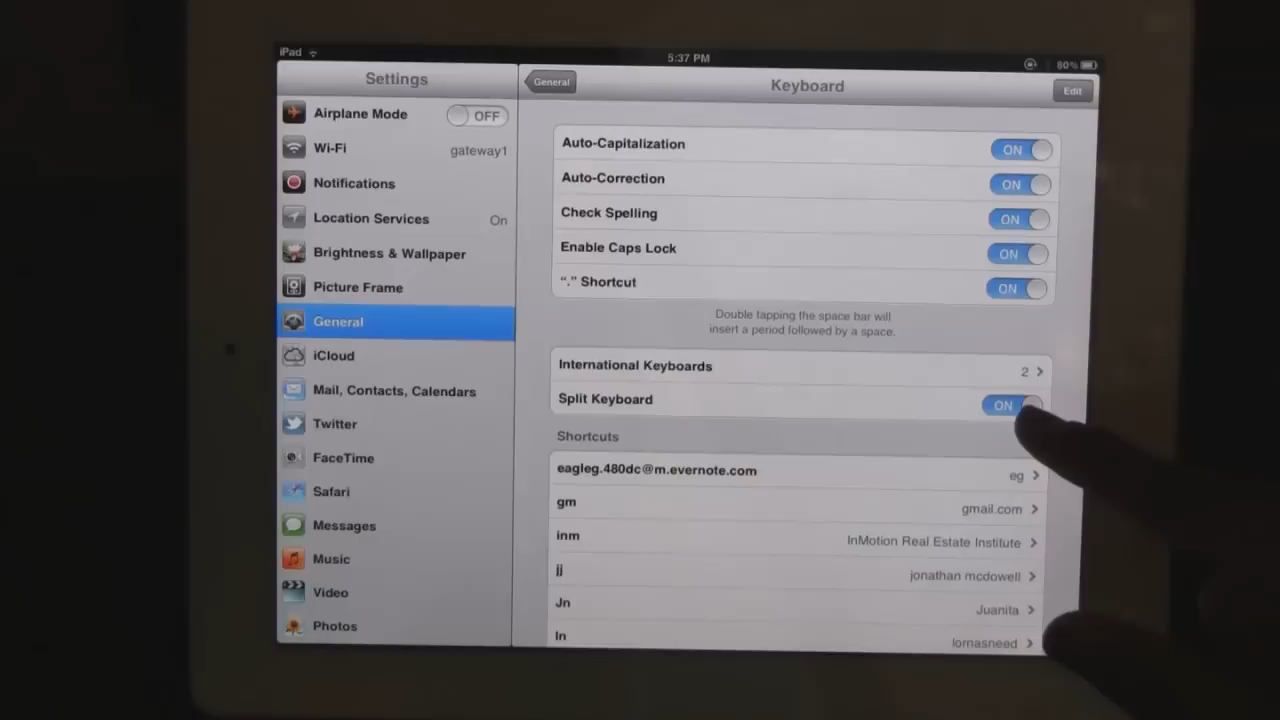 iPad
5:37 PM
80%
Settings
General
Keyboard
Edit
Airplane Mode OFF
Wi-Fi gateway1
Notifications
Location Services On
Brightness & Wallpaper
Picture Frame
General
iCloud
Mail, Contacts, Calendars
Twitter
FaceTime
Safari
Messages
Music
Video
Photos
Auto-Capitalization ON
Auto-Correction ON
Check Spelling ON
Enable Caps Lock ON
“.” Shortcut ON
Double tapping the space bar will
insert a period followed by a space.
International Keyboards 2
Split Keyboard ON
Shortcuts
eagleg.480dc@m.evernote.com eg
gm gmail.com
inm InMotion Real Estate Institute
jj jonathan mcdowell
Jn Juanita
ln lornasneed